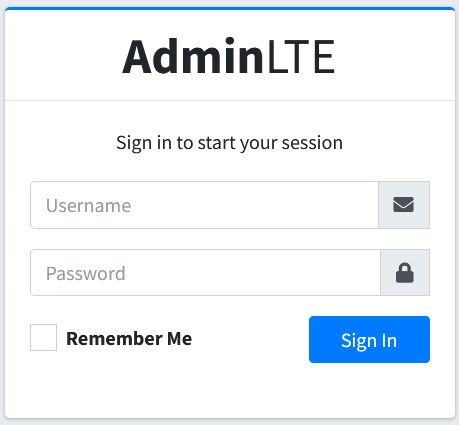 AdminLTE
Sign in to start your session
Username
Password
Remember Me
Sign In